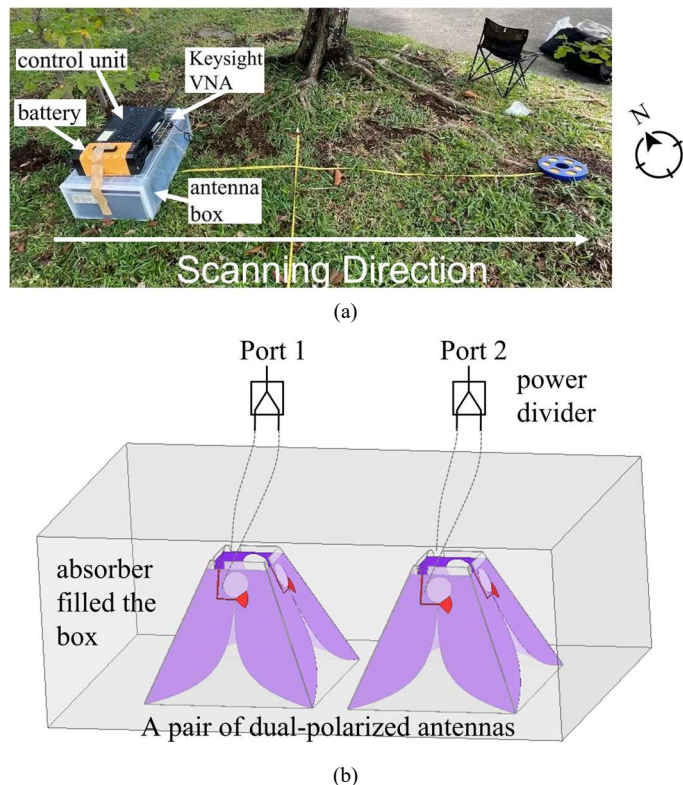 control unit
Keysight
VNA
battery
antenna
box
N
Scanning Direction
(a)
Port 1
Port 2
power
divider
absorber
filled the
box
A pair of dual-polarized antennas
(b)